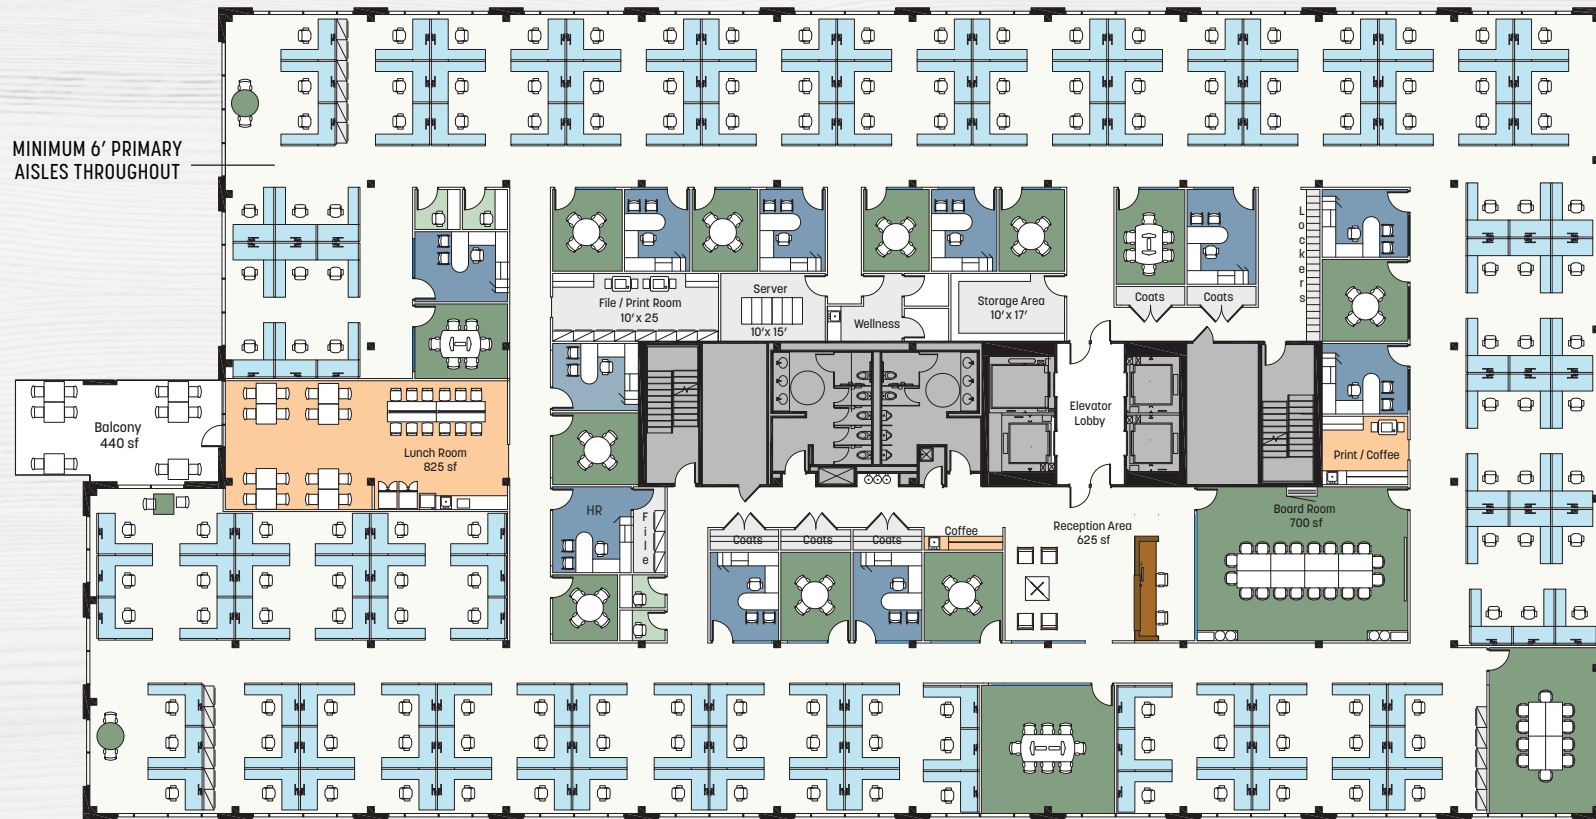 MINIMUM 6' PRIMARY
AISLES THROUGHOUT
File / Print Room
10' x 25
Server
10'x 15'
Wellness
Storage Area
10' x 17'
Coats
Coats
Lockers
Balcony
440 sf
Lunch Room
825 sf
Elevator
Lobby
Print / Coffee
HR
File
Coats
Coats
Coats
Coffee
Reception Area
625 sf
Board Room
700 sf